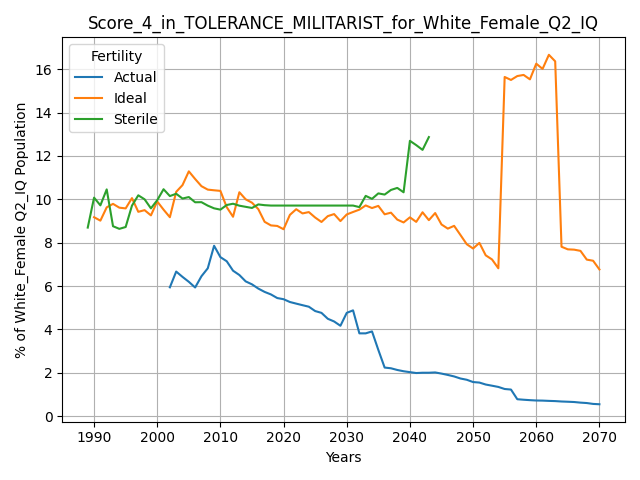 Score_4_in_TOLERANCE_MILITARIST_for_White_Female_Q2_IQ
Fertility
Actual
Ideal
Sterile
% of White_Female Q2_IQ Population
16
14
12
10
8
6
4
2
0
1990 2000 2010 2020 2030 2040 2050 2060 2070
Years